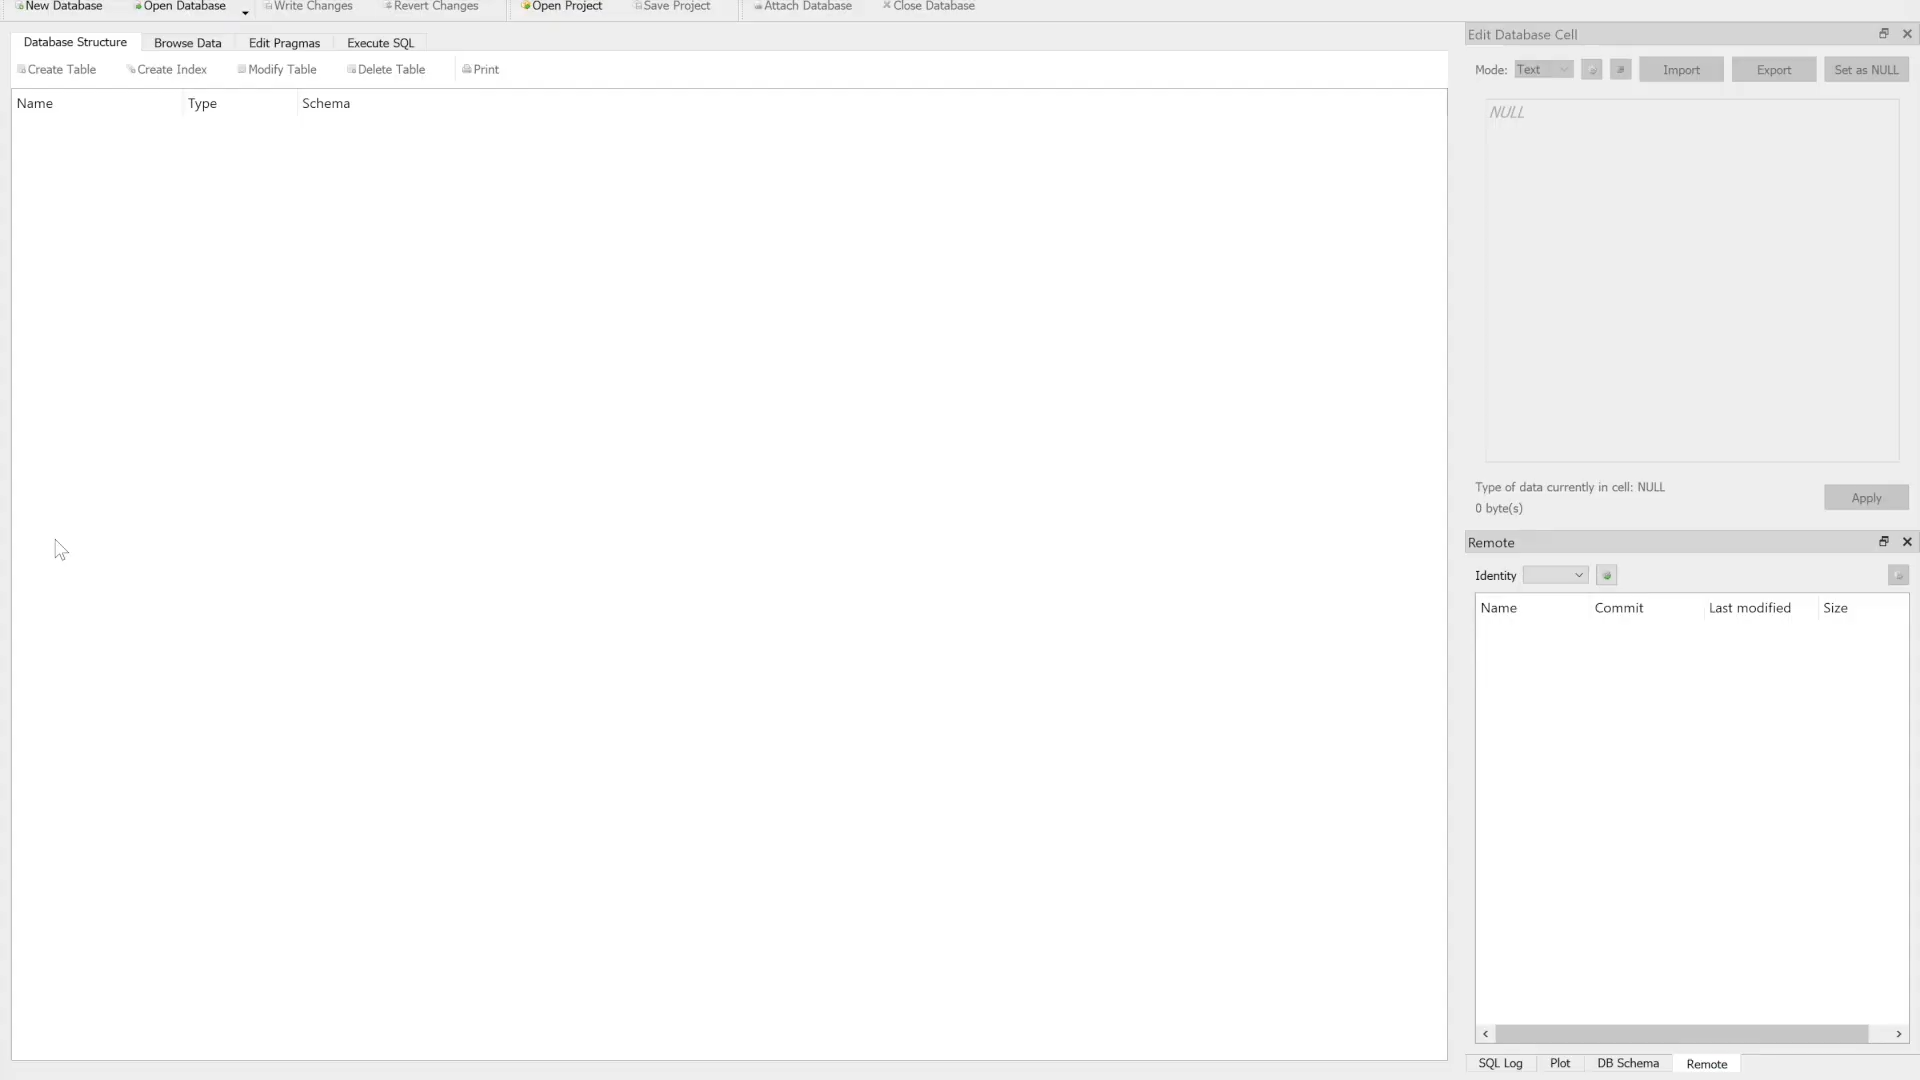 New Database Open Database Write Changes Revert Changes Open Project Save Project Attach Database Close Database
Database Structure Browse Data Edit Pragmas Execute SQL
Create Table Create Index Modify Table Delete Table Print
Name Type Schema
Edit Database Cell
Mode: Text Import Export Set as NULL
NULL
Type of data currently in cell: NULL
0 byte(s)
Apply
Remote
Identity
Name Commit Last modified Size
SQL Log Plot DB Schema Remote